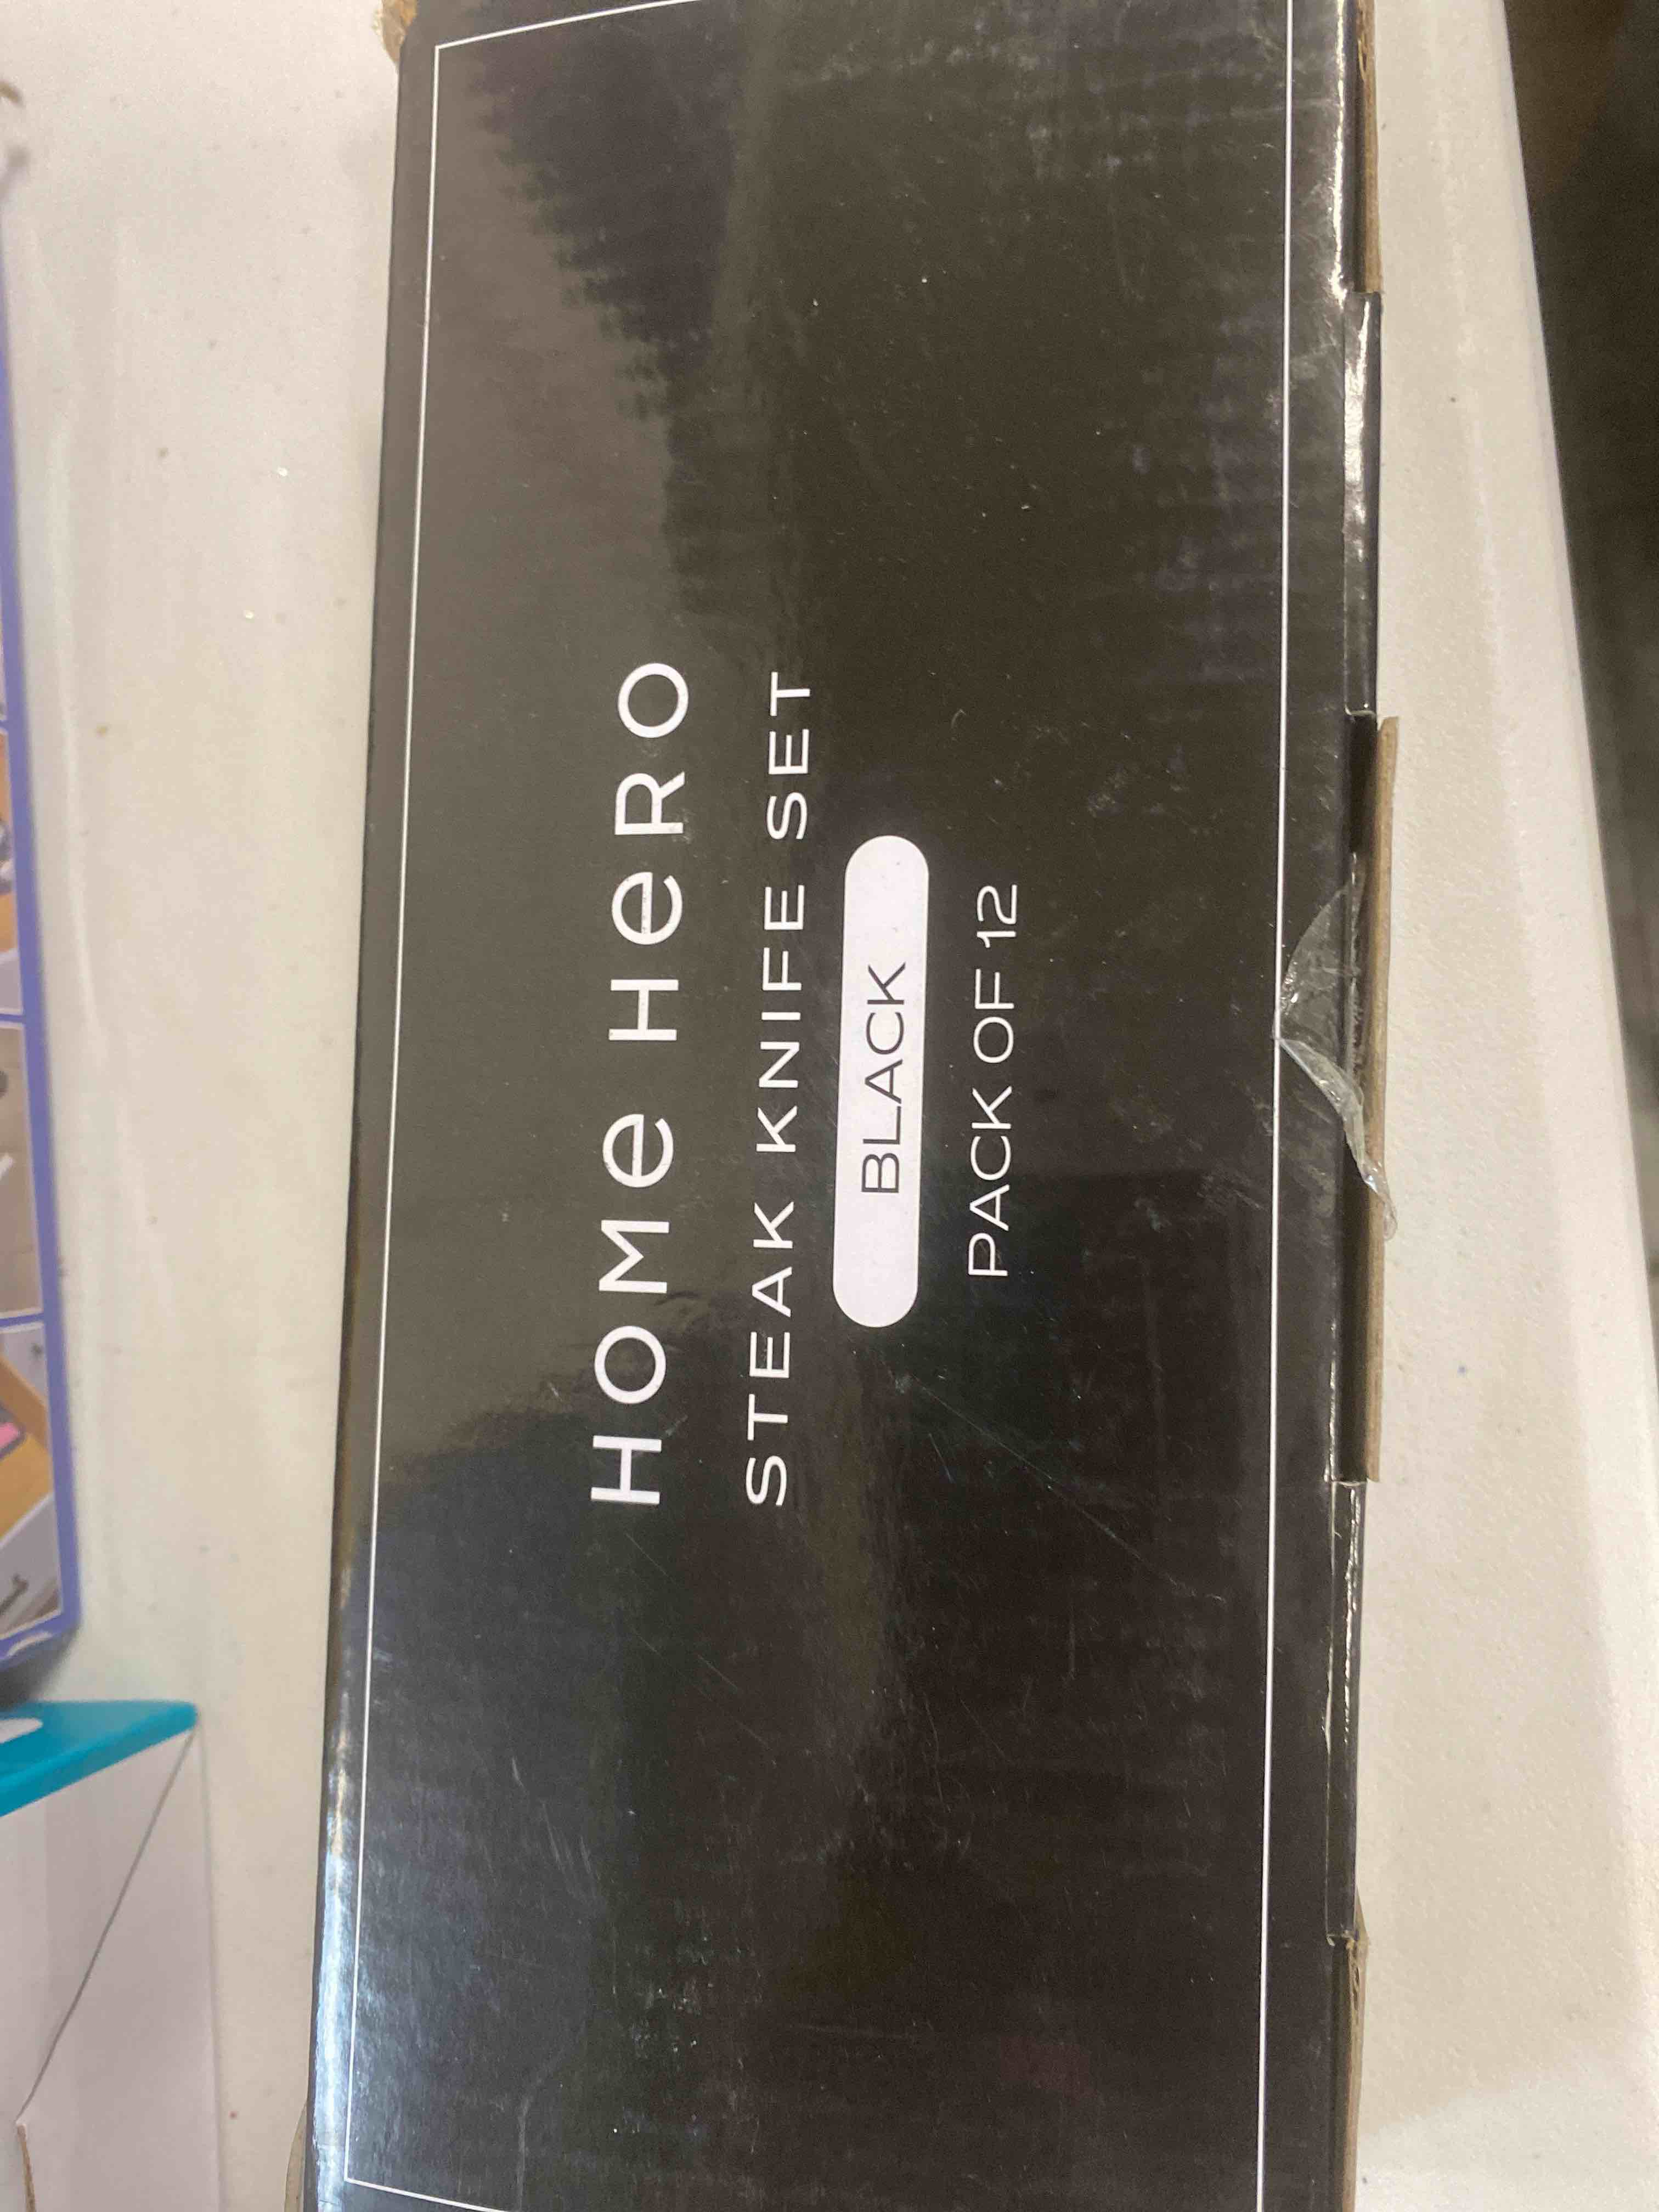 HOMe HeRO
STEAK KNIFE SET
BLACK
PACK OF 12